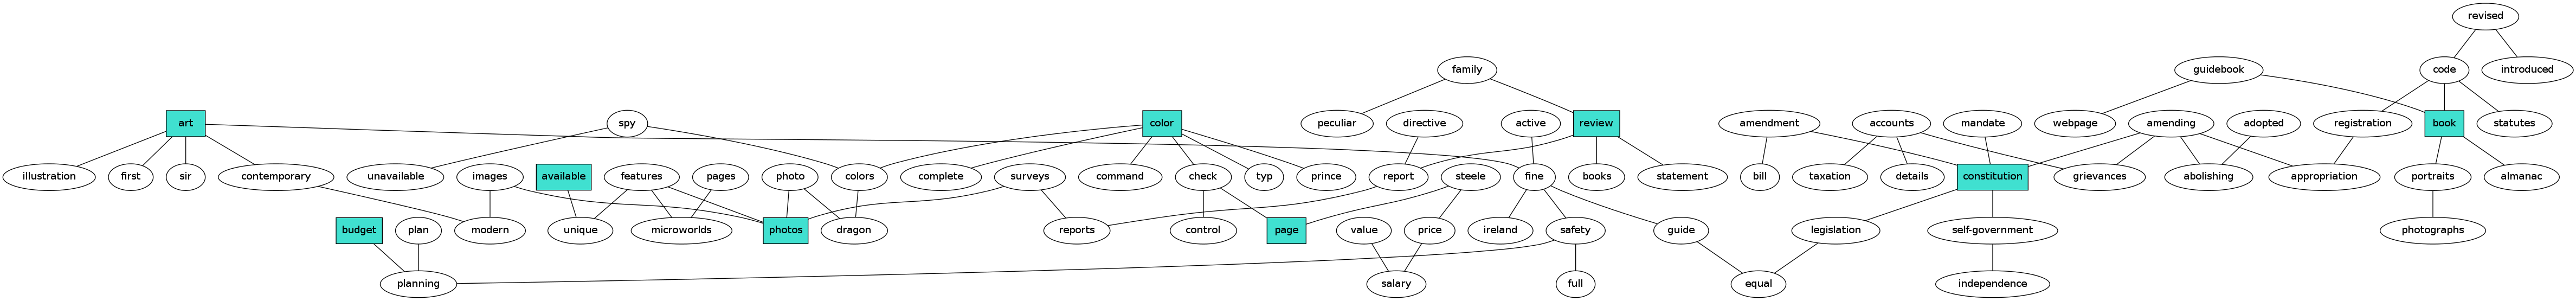 revised
family
guidebook
code
introduced
art
spy
color
peculiar
directive
active
review
amendment
accounts
mandate
webpage
amending
adopted
registration
book
statutes
illustration
first
sir
contemporary
unavailable
images
available
features
pages
photo
colors
complete
surveys
command
check
typ
prince
report
steele
fine
books
statement
bill
taxation
details
constitution
grievances
abolishing
appropriation
portraits
almanac
budget
plan
modern
unique
microworlds
photos
dragon
reports
control
page
value
price
ireland
safety
guide
legislation
self-government
photographs
planning
salary
full
equal
independence